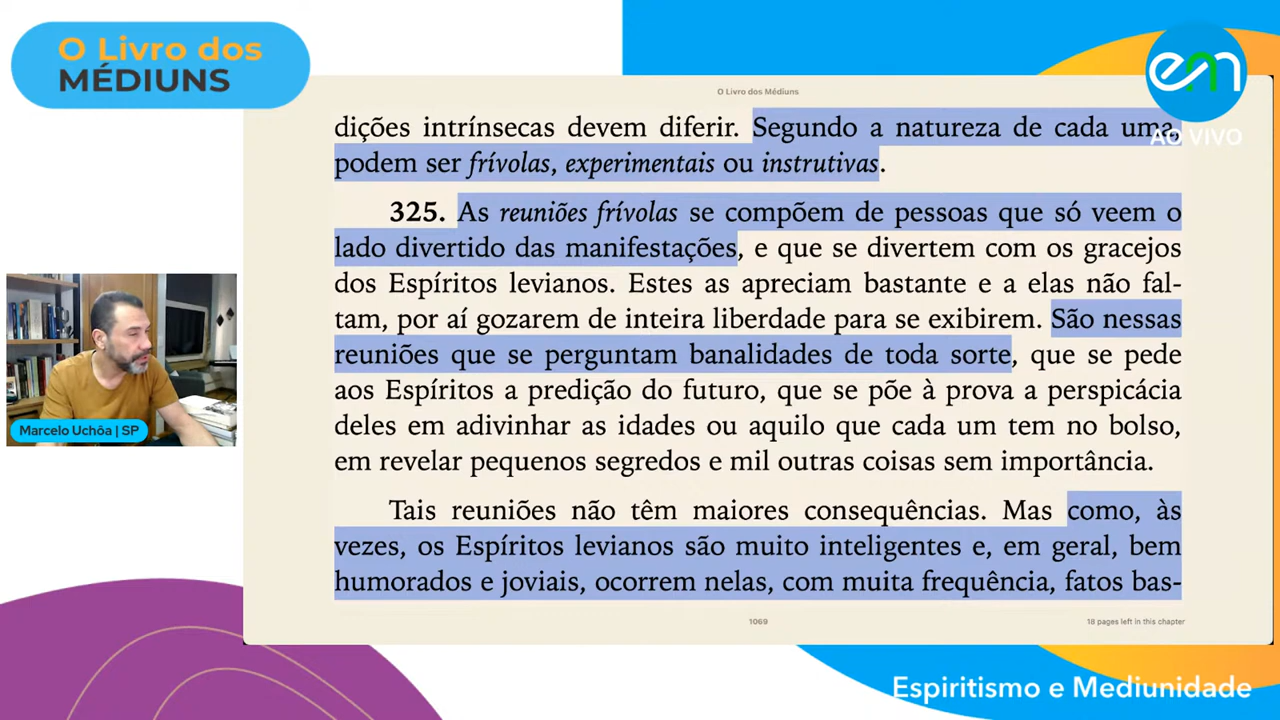 O Livro dos
MÉDIUNS
em
AO VIVO
O Livro dos Médiuns
dições intrínsecas devem diferir. Segundo a natureza de cada uma,
podem ser frívolas, experimentais ou instrutivas.
325. As reuniões frívolas se compõem de pessoas que só veem o
lado divertido das manifestações, e que se divertem com os gracejos
dos Espíritos levianos. Estes as apreciam bastante e a elas não fal-
tam, por aí gozarem de inteira liberdade para se exibirem. São nessas
reuniões que se perguntam banalidades de toda sorte, que se pede
aos Espíritos a predição do futuro, que se põe à prova a perspicácia
deles em adivinhar as idades ou aquilo que cada um tem no bolso,
em revelar pequenos segredos e mil outras coisas sem importância.
Tais reuniões não têm maiores consequências. Mas como, às
vezes, os Espíritos levianos são muito inteligentes e, em geral, bem
humorados e joviais, ocorrem nelas, com muita frequência, fatos bas-
1069
18 pages left in this chapter
Marcelo Uchôa | SP
Espiritismo e Mediunidade